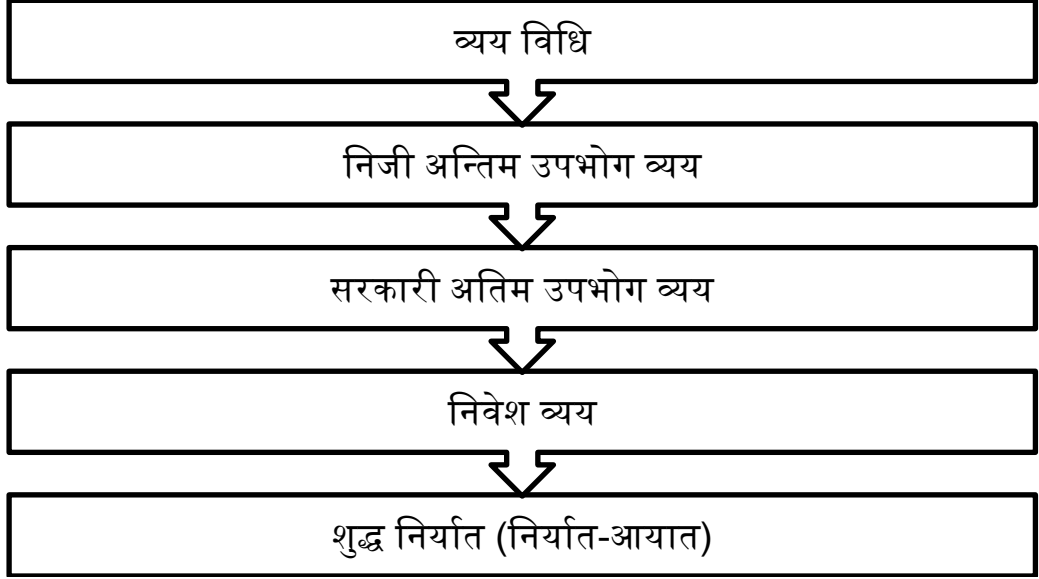 व्यय विधि
निजी अन्तिम उपभोग व्यय
सरकारी अतिम उपभोग व्यय
निवेश व्यय
शुद्ध निर्यात (निर्यात-आयात)